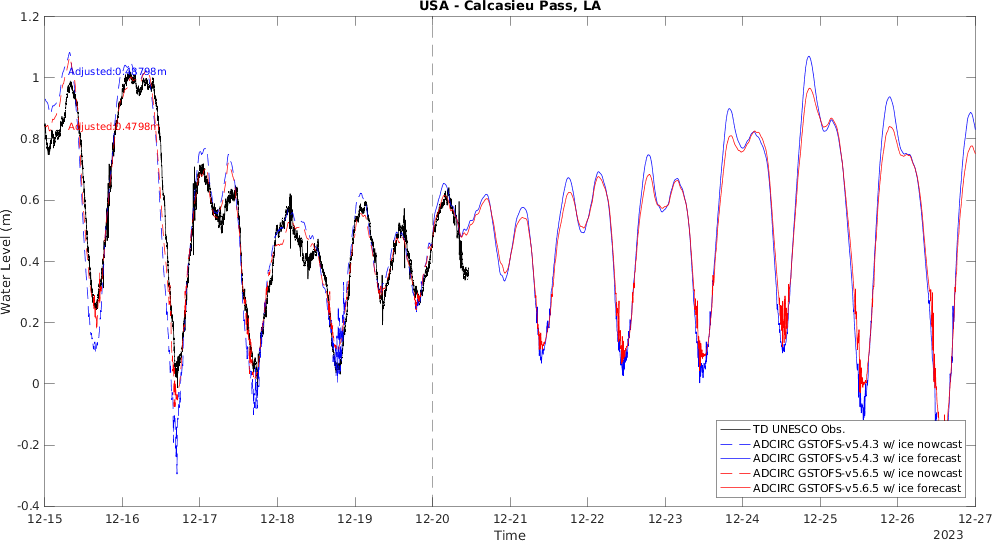 USA - Calcasieu Pass, LA
1.2
1
0.8
0.6
0.4
0.2
0
-0.2
-0.4
Water Level (m)
Adjusted:0.48798m
Adjusted:0.4798m
TD UNESCO Obs.
ADCIRC GSTOFS-v5.4.3 w/ ice nowcast
ADCIRC GSTOFS-v5.4.3 w/ ice forecast
ADCIRC GSTOFS-v5.6.5 w/ ice nowcast
ADCIRC GSTOFS-v5.6.5 w/ ice forecast
12-15 12-16 12-17 12-18 12-19 12-20 12-21 12-22 12-23 12-24 12-25 12-26 12-27
Time
2023